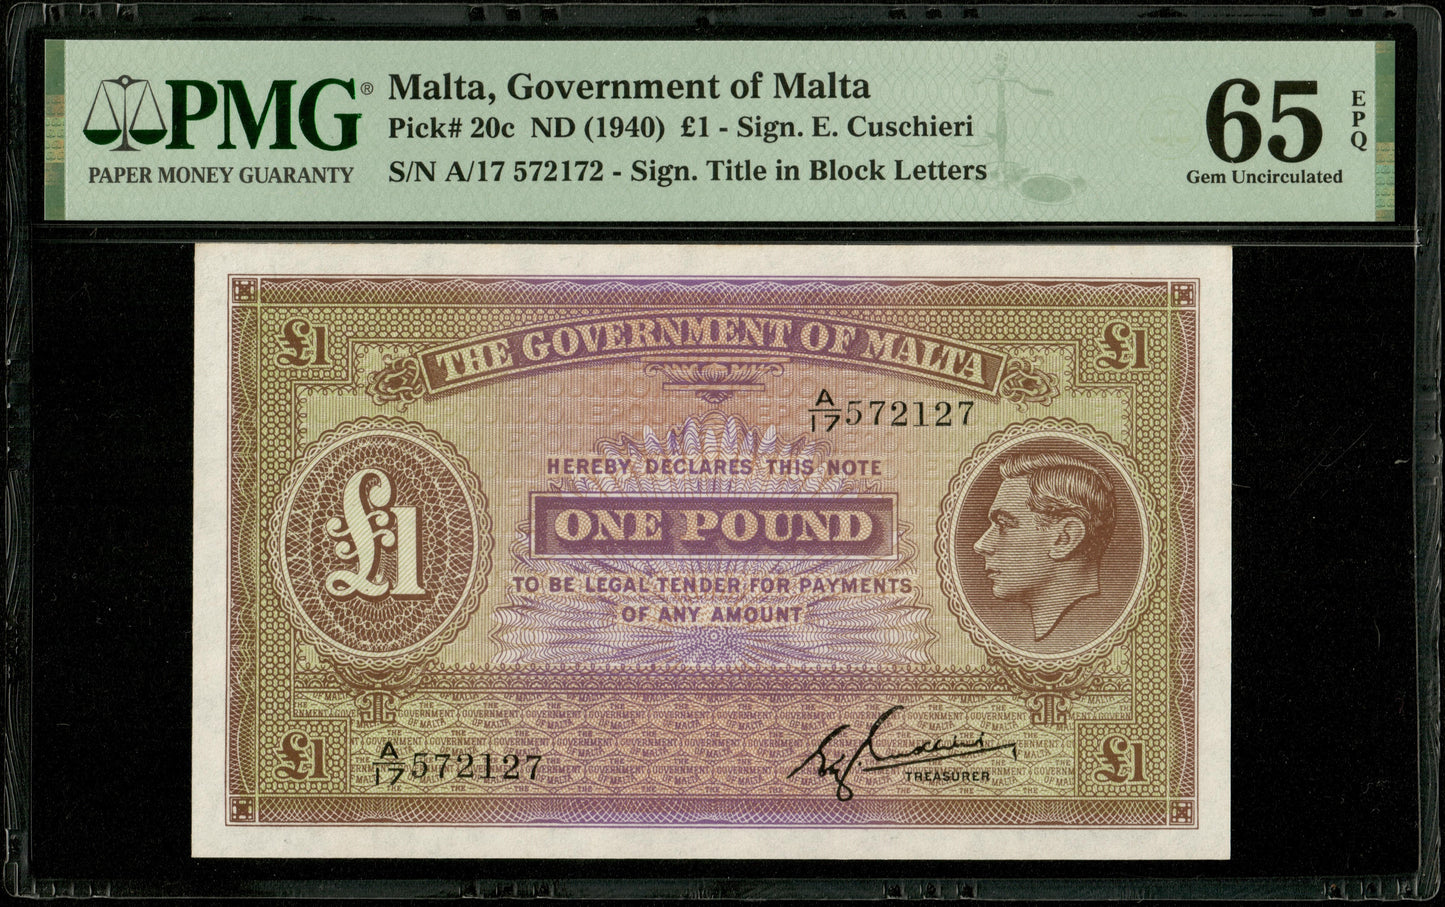 PMG®
PAPER MONEY GUARANTY
Malta, Government of Malta
Pick# 20c ND (1940) £1 - Sign. E. Cuschieri
S/N A/17 572172 - Sign. Title in Block Letters
65
EPQ
Gem Uncirculated
£1
£1
THE GOVERNMENT OF MALTA
A/17 572127
HEREBY DECLARES THIS NOTE
£1
ONE POUND
TO BE LEGAL TENDER FOR PAYMENTS
OF ANY AMOUNT
£1
A/17 572127
TREASURER
£1